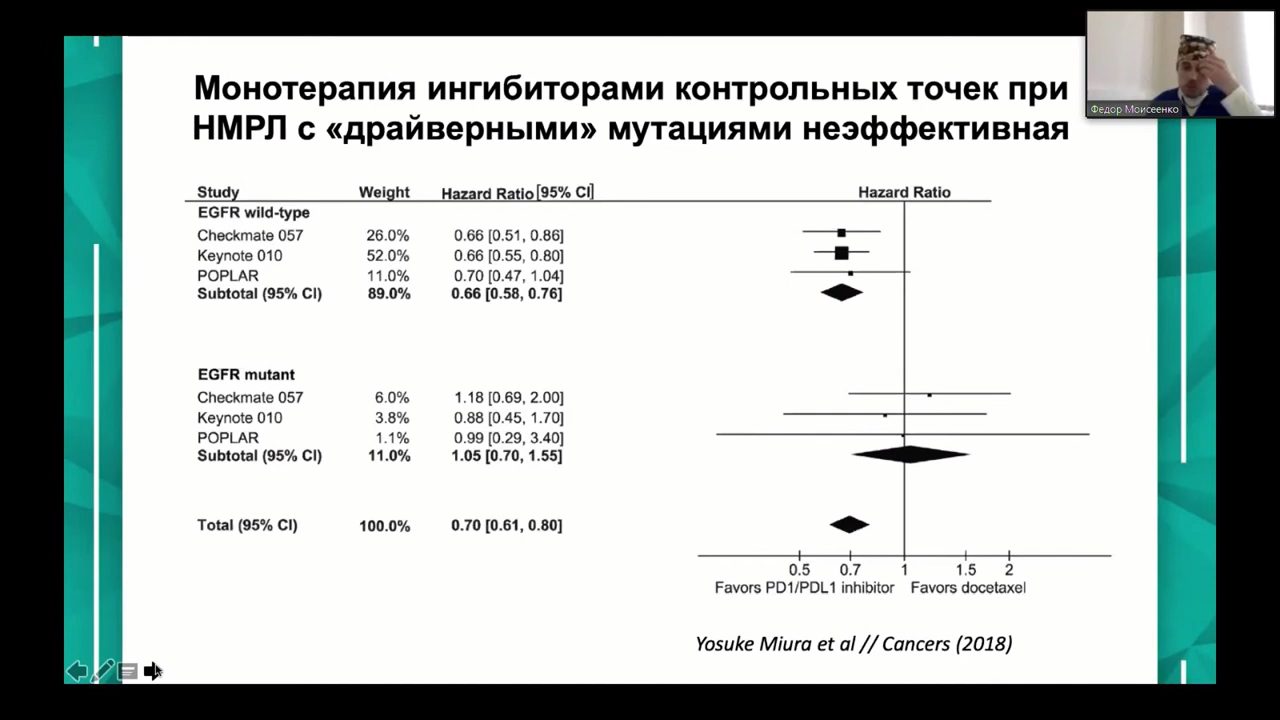 Монотерапия ингибиторами контрольных точек при
НМРЛ с «драйверными» мутациями неэффективная
Федор Моисеенко
Study Weight Hazard Ratio [95% CI] Hazard Ratio
EGFR wild-type
Checkmate 057 26.0% 0.66 [0.51, 0.86]
Keynote 010 52.0% 0.66 [0.55, 0.80]
POPLAR 11.0% 0.70 [0.47, 1.04]
Subtotal (95% CI) 89.0% 0.66 [0.58, 0.76]
EGFR mutant
Checkmate 057 6.0% 1.18 [0.69, 2.00]
Keynote 010 3.8% 0.88 [0.45, 1.70]
POPLAR 1.1% 0.99 [0.29, 3.40]
Subtotal (95% CI) 11.0% 1.05 [0.70, 1.55]
Total (95% CI) 100.0% 0.70 [0.61, 0.80]
0.5 0.7 1 1.5 2
Favors PD1/PDL1 inhibitor Favors docetaxel
Yosuke Miura et al // Cancers (2018)